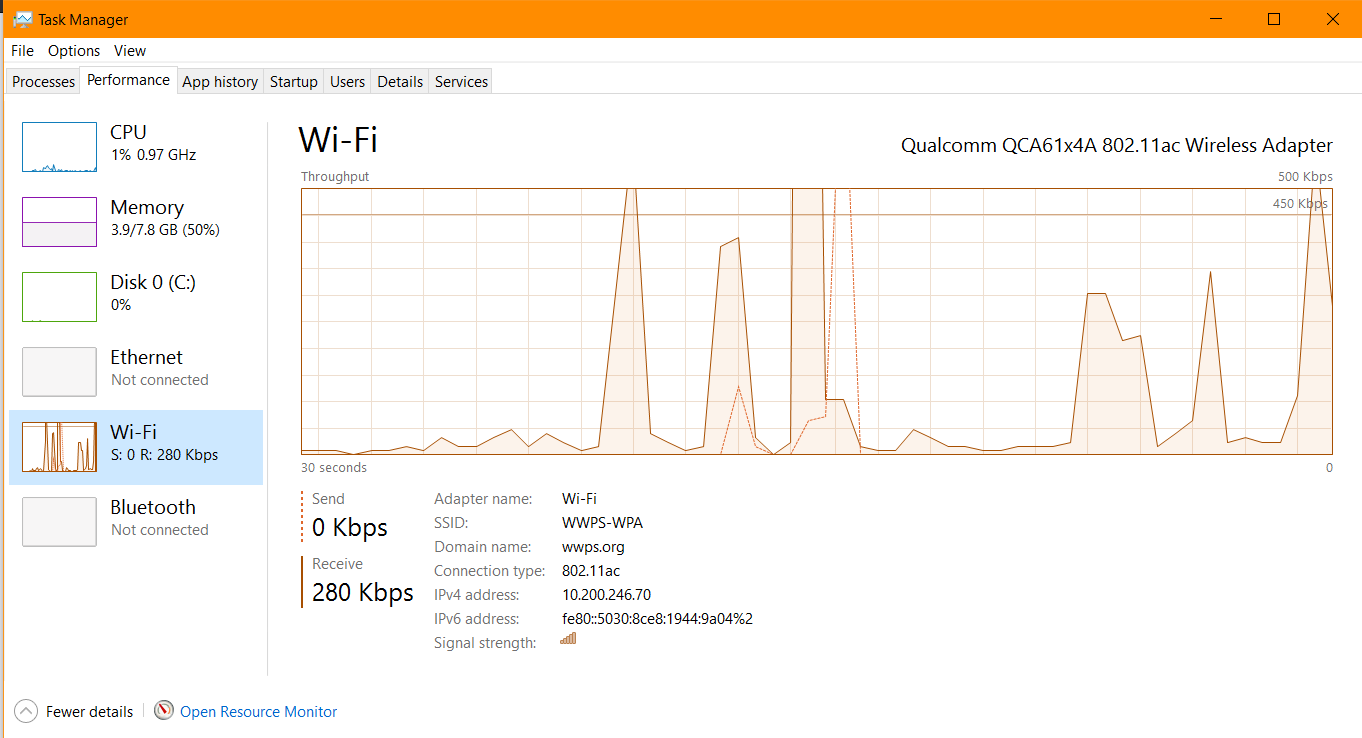 Task Manager
File Options View
Processes Performance App history Startup Users Details Services
CPU
1% 0.97 GHz
Memory
3.9/7.8 GB (50%)
Disk 0 (C:)
0%
Ethernet
Not connected
Wi-Fi
S: 0 R: 280 Kbps
Bluetooth
Not connected
Wi-Fi
Qualcomm QCA61x4A 802.11ac Wireless Adapter
Throughput 500 Kbps
450 Kbps
30 seconds 0
Send
0 Kbps
Receive
280 Kbps
Adapter name: Wi-Fi
SSID: WWPS-WPA
Domain name: wwps.org
Connection type: 802.11ac
IPv4 address: 10.200.246.70
IPv6 address: fe80::5030:8ce8:1944:9a04%2
Signal strength:
Fewer details Open Resource Monitor